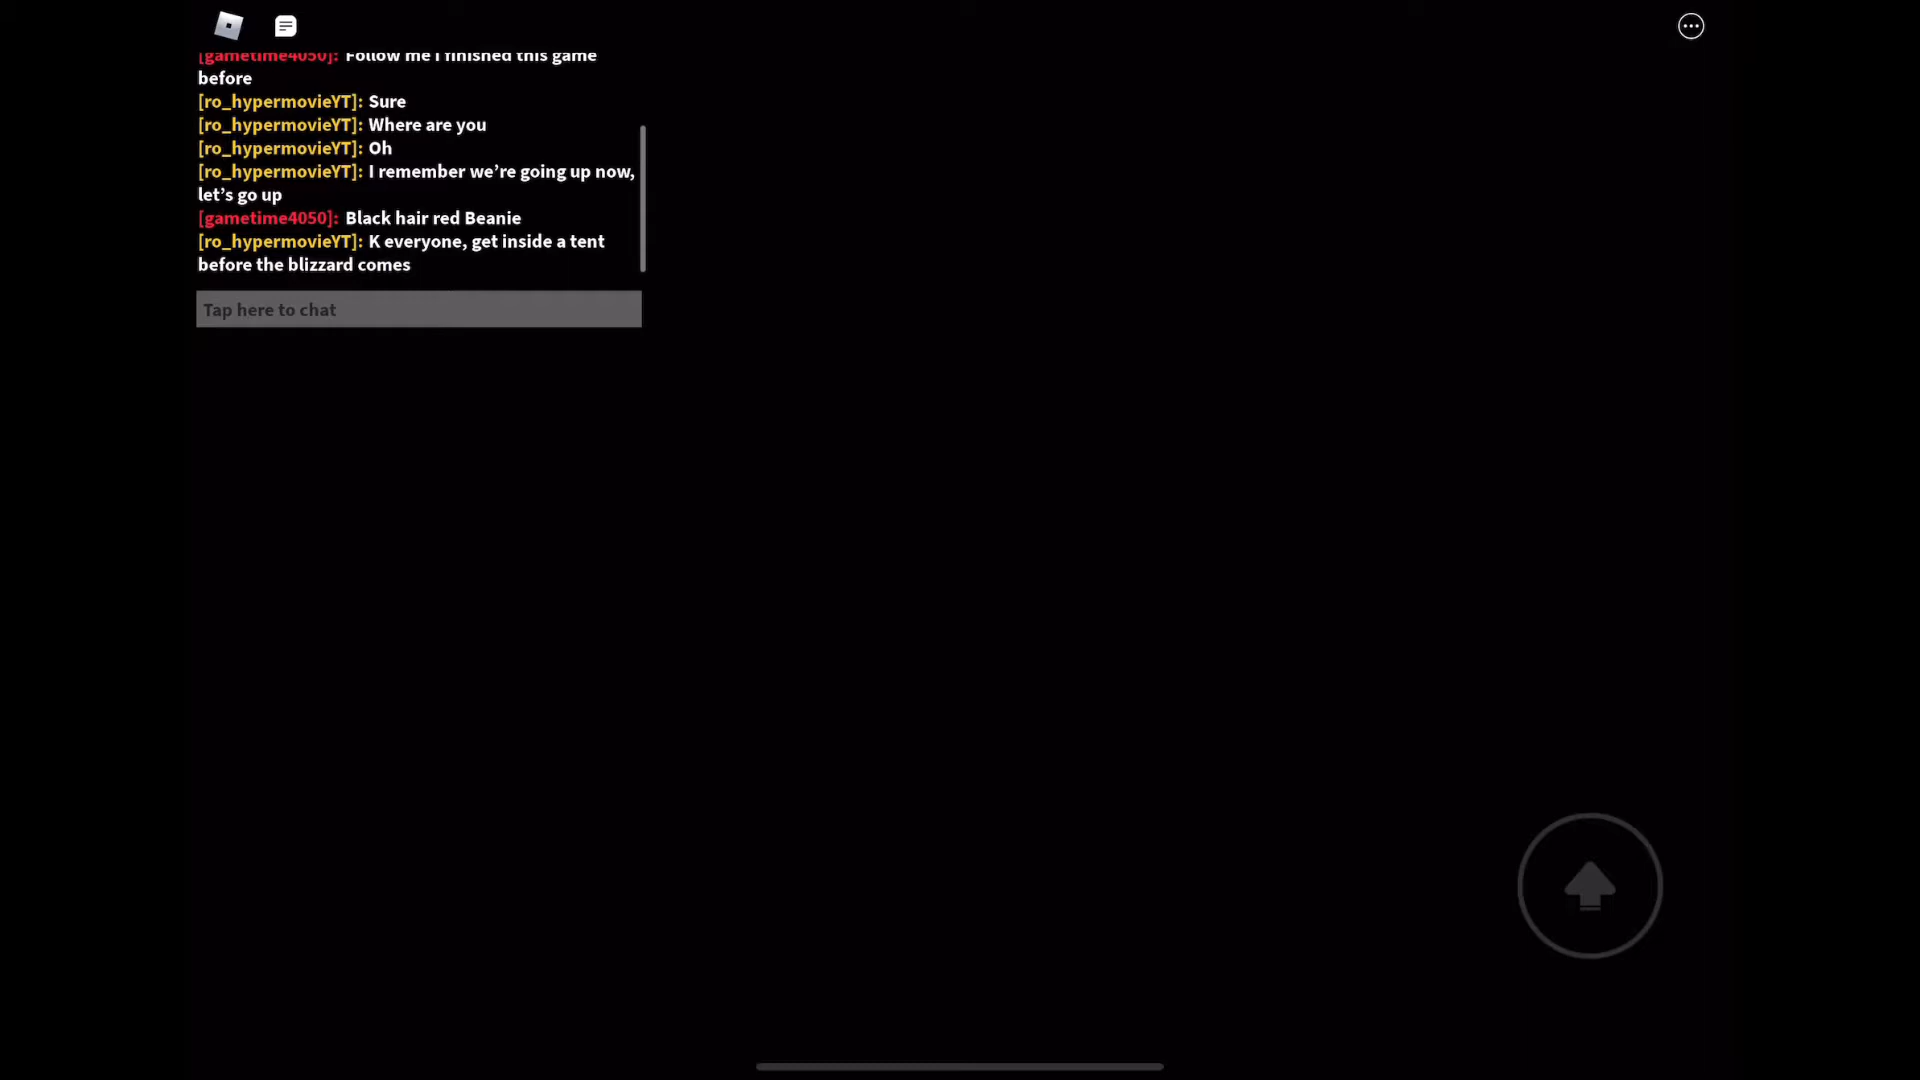 [gametime4050]: Follow me I finished this game
before
[ro_hypermovieYT]: Sure
[ro_hypermovieYT]: Where are you
[ro_hypermovieYT]: Oh
[ro_hypermovieYT]: I remember we’re going up now,
let’s go up
[gametime4050]: Black hair red Beanie
[ro_hypermovieYT]: K everyone, get inside a tent
before the blizzard comes
Tap here to chat